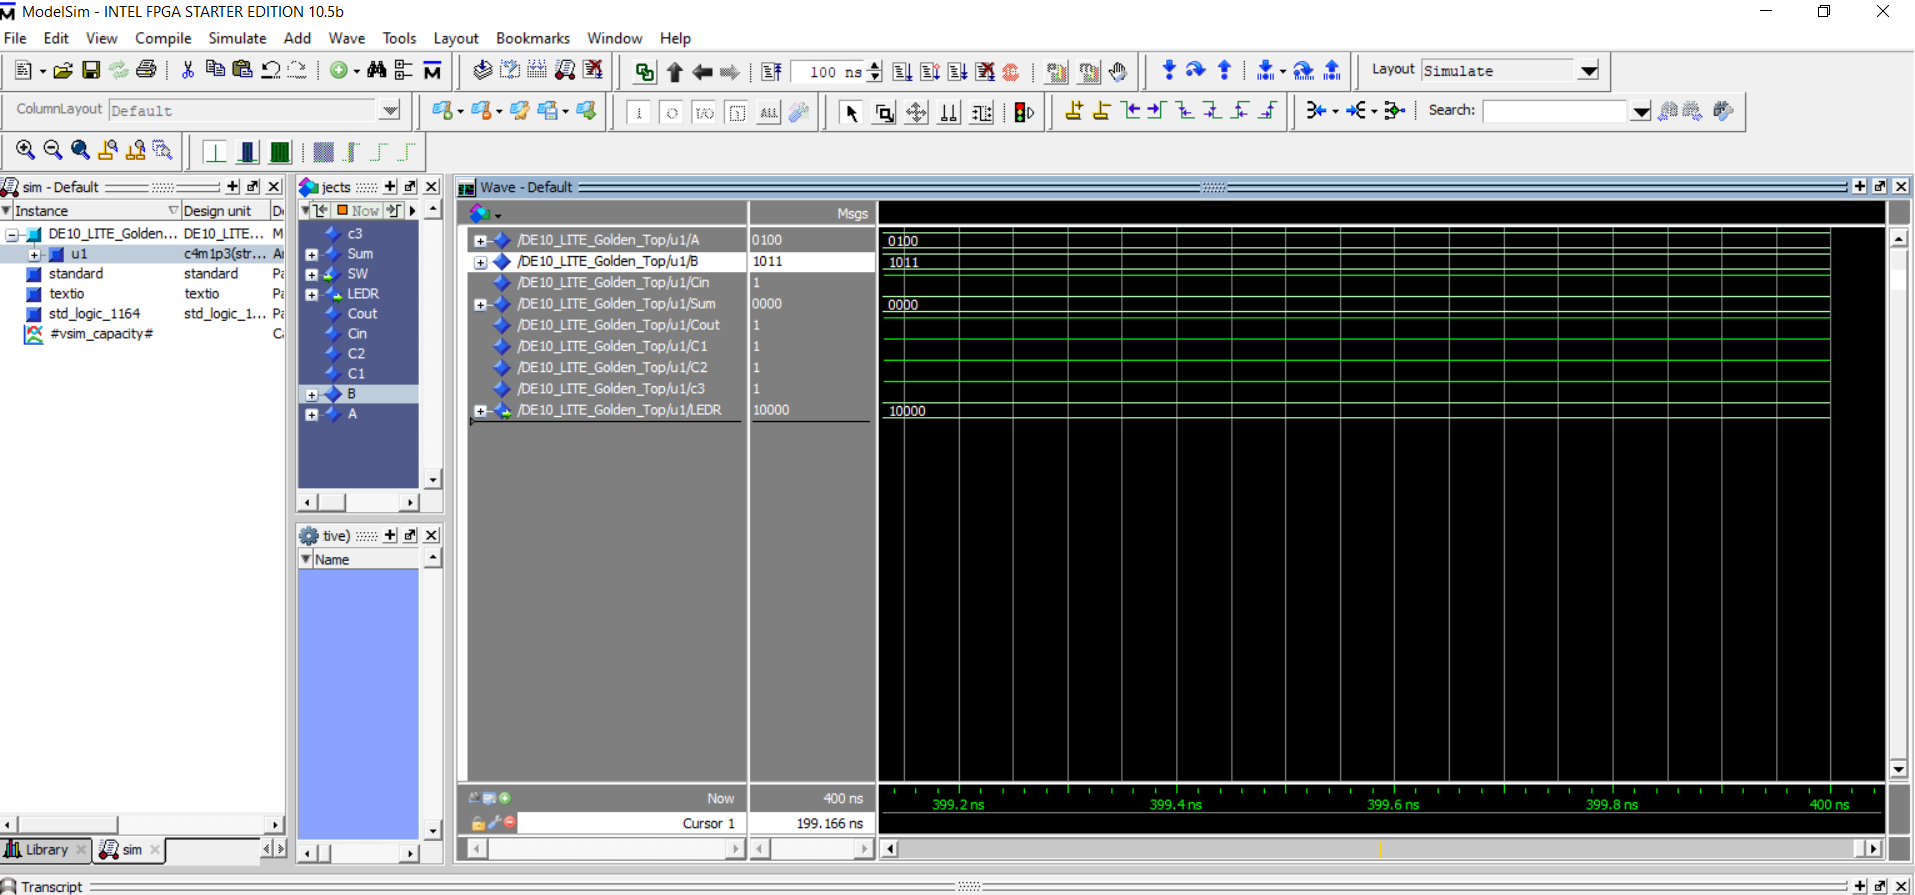 ModelSim - INTEL FPGA STARTER EDITION 10.5b
File Edit View Compile Simulate Add Wave Tools Layout Bookmarks Window Help
100 ns
Layout Simulate
ColumnLayout Default
ALL
Search:
sim - Default
Instance Design unit
DE10_LITE_Golden... DE10_LITE... M
u1 c4m1p3(str... Ar
standard standard Pa
textio textio Pa
std_logic_1164 std_logic_1... Pa
#vsim_capacity# Ca
Library sim
jects
Now
c3
Sum
SW
LEDR
Cout
Cin
C2
C1
B
A
tive)
Name
Wave - Default
Msgs
/DE10_LITE_Golden_Top/u1/A 0100 0100
/DE10_LITE_Golden_Top/u1/B 1011 1011
/DE10_LITE_Golden_Top/u1/Cin 1
/DE10_LITE_Golden_Top/u1/Sum 0000 0000
/DE10_LITE_Golden_Top/u1/Cout 1
/DE10_LITE_Golden_Top/u1/C1 1
/DE10_LITE_Golden_Top/u1/C2 1
/DE10_LITE_Golden_Top/u1/c3 1
/DE10_LITE_Golden_Top/u1/LEDR 10000 10000
Now 400 ns
399.2 ns 399.4 ns 399.6 ns 399.8 ns 400 ns
Cursor 1 199.166 ns
Transcript